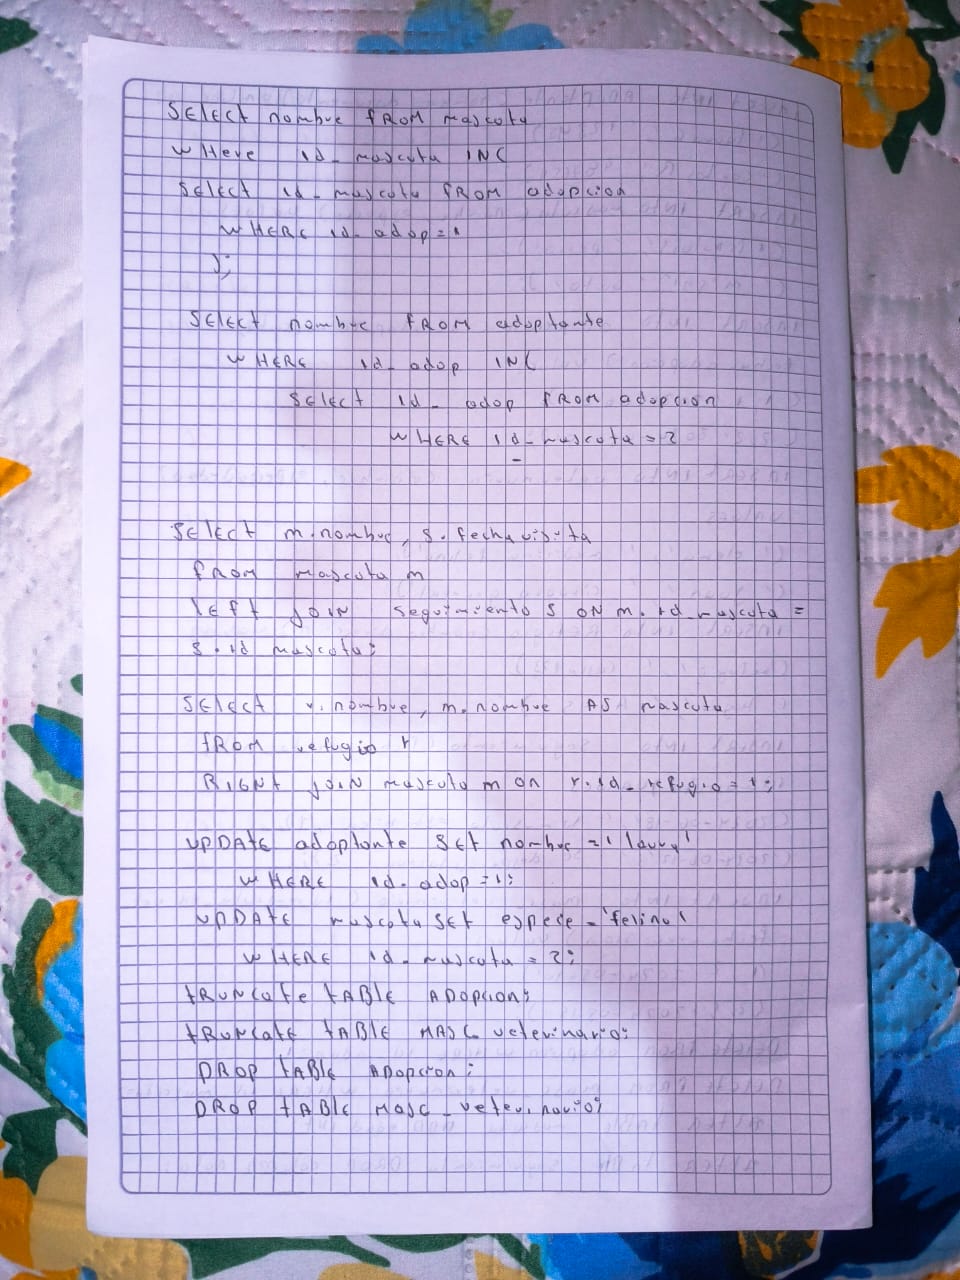 SELECT nombre FROM mascota
WHERE id_mascota IN(
SELECT id_mascota FROM adopcion
WHERE id_adop=1
);
SELECT nombre FROM adoptante
WHERE id_adop IN(
SELECT id_adop FROM adopcion
WHERE id_mascota = 2
SELECT m.nombre, s.fecha visita
FROM mascota m
left JOIN seguimiento s ON m.id_mascota =
s.id mascota;
SELECT r.nombre, m.nombre AS mascota
FROM refugio r
RIGHT JOIN mascota m on r.id_refugio = 1;
UPDATE adoptante SET nombre = 'laura'
WHERE id_adop = 1;
UPDATE mascota SET especie = 'felino'
WHERE id_mascota = 2;
TRUNCATE TABLE ADOPCION;
TRUNCATE TABLE MASC_veterinario;
DROP TABLE ADOPCION;
DROP TABLE MASC_veterinario;